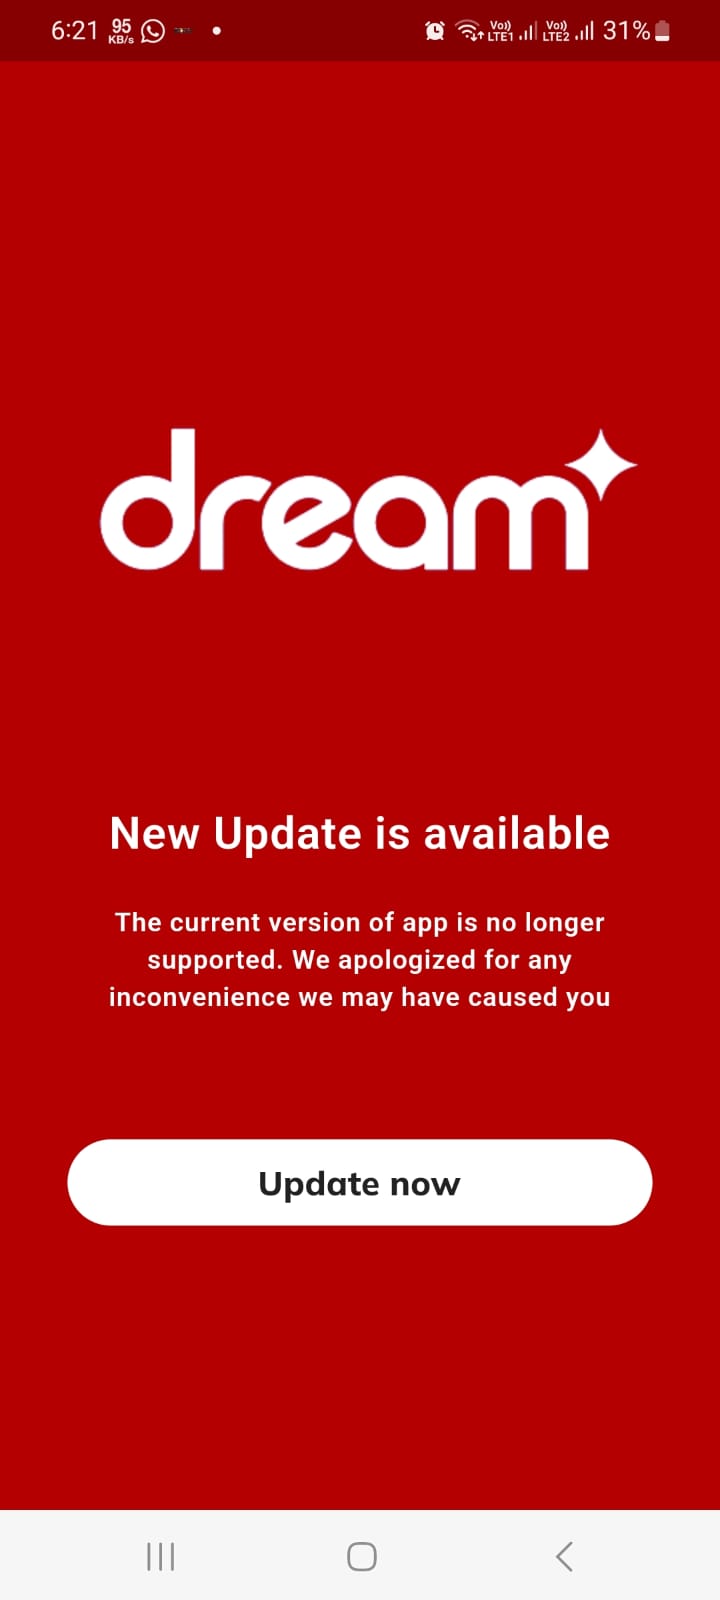 6:21 95 KB/s Vo)) LTE1 Vo)) LTE2 31%
dream
New Update is available
The current version of app is no longer
supported. We apologized for any
inconvenience we may have caused you
Update now